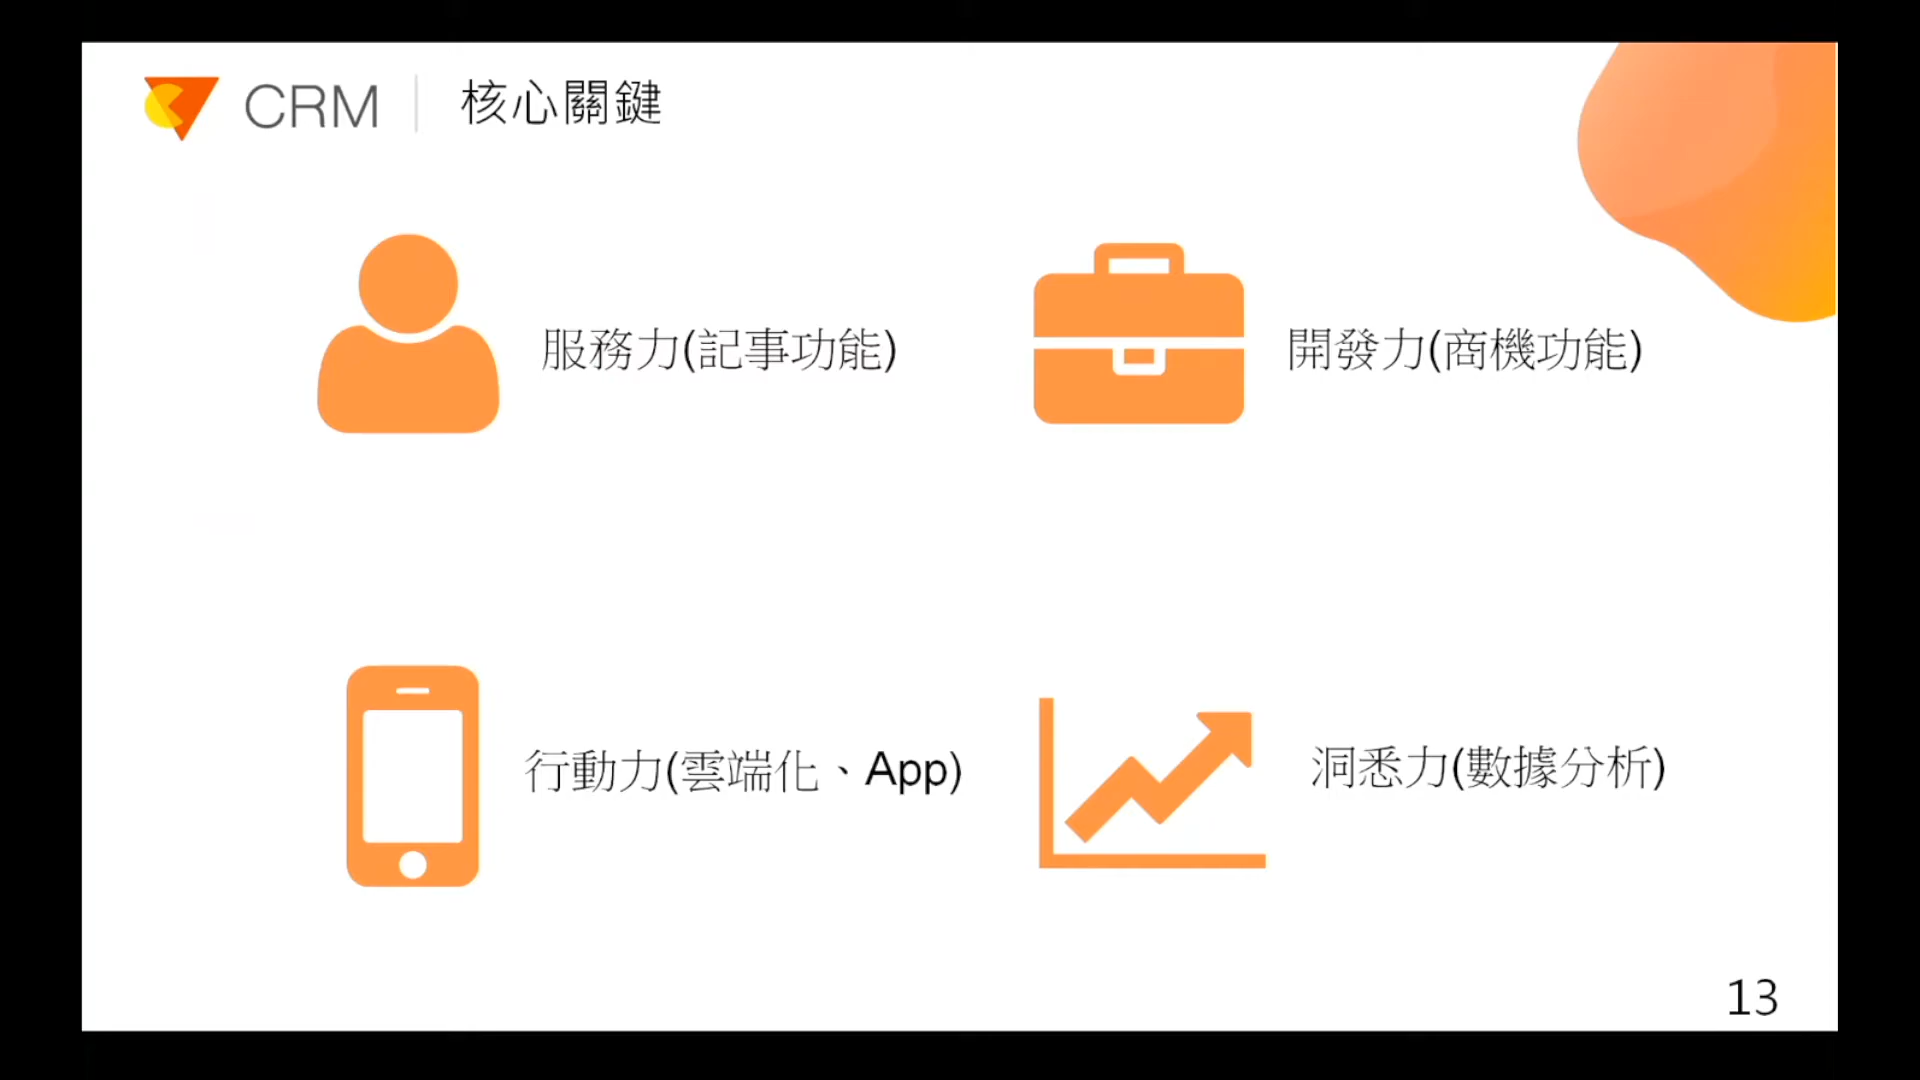 CRM 核心關鍵
服務力(記事功能)
開發力(商機功能)
行動力(雲端化、App)
洞悉力(數據分析)
13